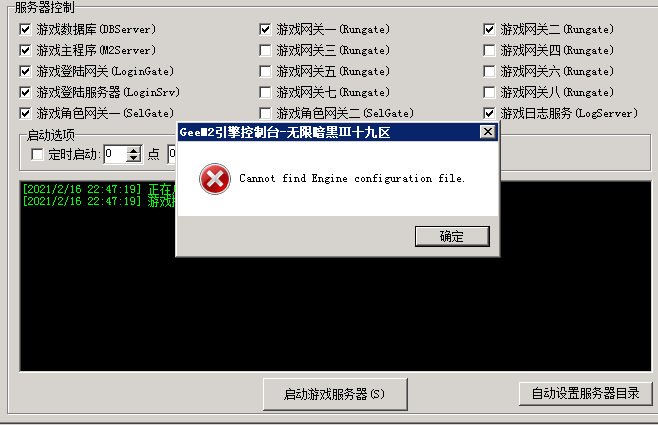 服务器控制
游戏数据库(DBServer) 游戏网关一(Rungate) 游戏网关二(Rungate)
游戏主程序(M2Server) 游戏网关三(Rungate) 游戏网关四(Rungate)
游戏登陆网关(LoginGate) 游戏网关五(Rungate) 游戏网关六(Rungate)
游戏登陆服务器(LoginSrv) 游戏网关七(Rungate) 游戏网关八(Rungate)
游戏角色网关一(SelGate) 游戏角色网关二(SelGate) 游戏日志服务(LogServer)
启动选项
定时启动: 0 点 0
GeeM2引擎控制台-无限暗黑III十九区
Cannot find Engine configuration file.
确定
[2021/2/16 22:47:19] 正在
[2021/2/16 22:47:19] 游戏
启动游戏服务器(S) 自动设置服务器目录